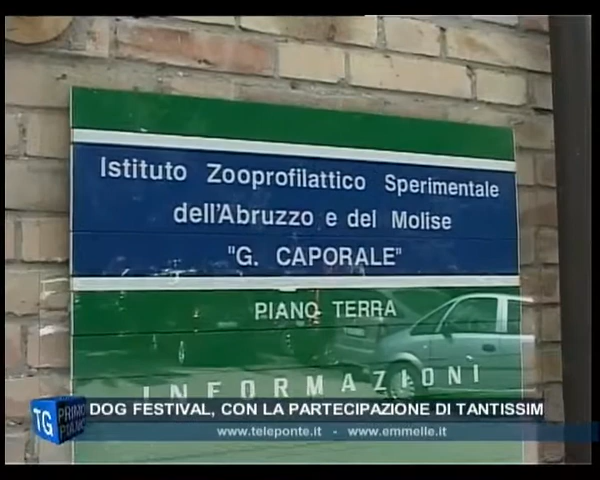 Istituto Zooprofilattico Sperimentale
dell'Abruzzo e del Molise
"G. CAPORALE"
PIANO TERRA
INFORMAZIONI
TG PRIMO PIANO
DOG FESTIVAL, CON LA PARTECIPAZIONE DI TANTISSIM
www.teleponte.it - www.emmelle.it